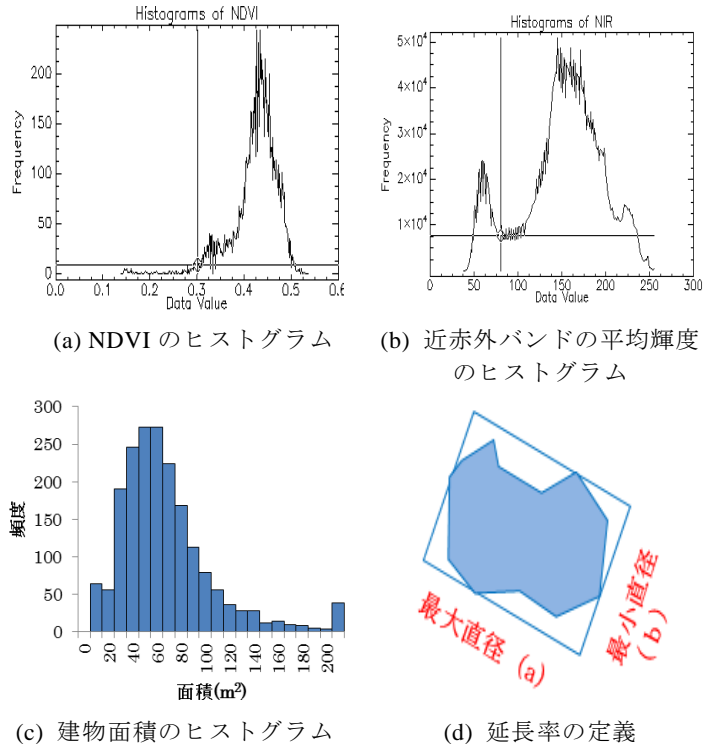 Histograms of NDVI
Frequency
200
150
100
50
0
0.0 0.1 0.2 0.3 0.4 0.5 0.6
Data Value
(a) NDVI のヒストグラム
Histograms of NIR
Frequency
5×10⁴
4×10⁴
3×10⁴
2×10⁴
1×10⁴
0 50 100 150 200 250 300
Data Value
(b) 近赤外バンドの平均輝度
のヒストグラム
頻度
300
250
200
150
100
50
0
0 20 40 60 80 100 120 140 160 180 200
面積(m²)
(c) 建物面積のヒストグラム
最大直径 (a)
最小直径
(b)
(d) 延長率の定義